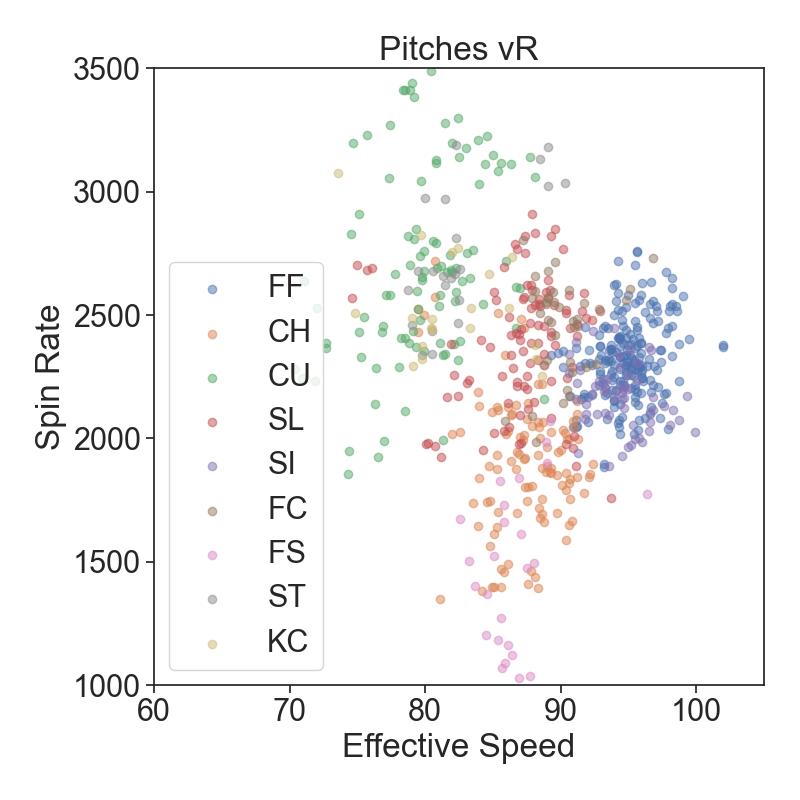 Pitches vR
3500
3000
2500
2000
1500
1000
Spin Rate
FF
CH
CU
SL
SI
FC
FS
ST
KC
60 70 80 90 100
Effective Speed